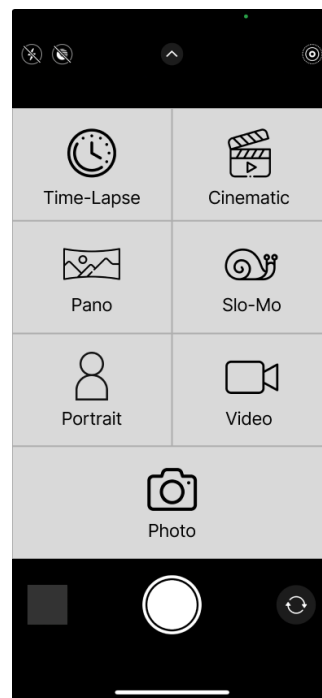 Time-Lapse
Cinematic
Pano
Slo-Mo
Portrait
Video
Photo